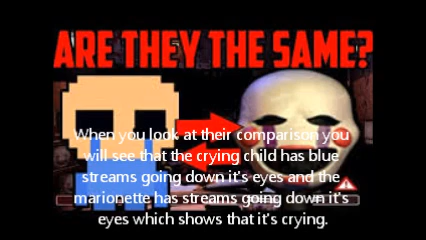 ARE THEY THE SAME?
When you look at their comparison you
will see that the crying child has blue
streams going down it's eyes and the
marionette has streams going down it's
eyes which shows that it's crying.